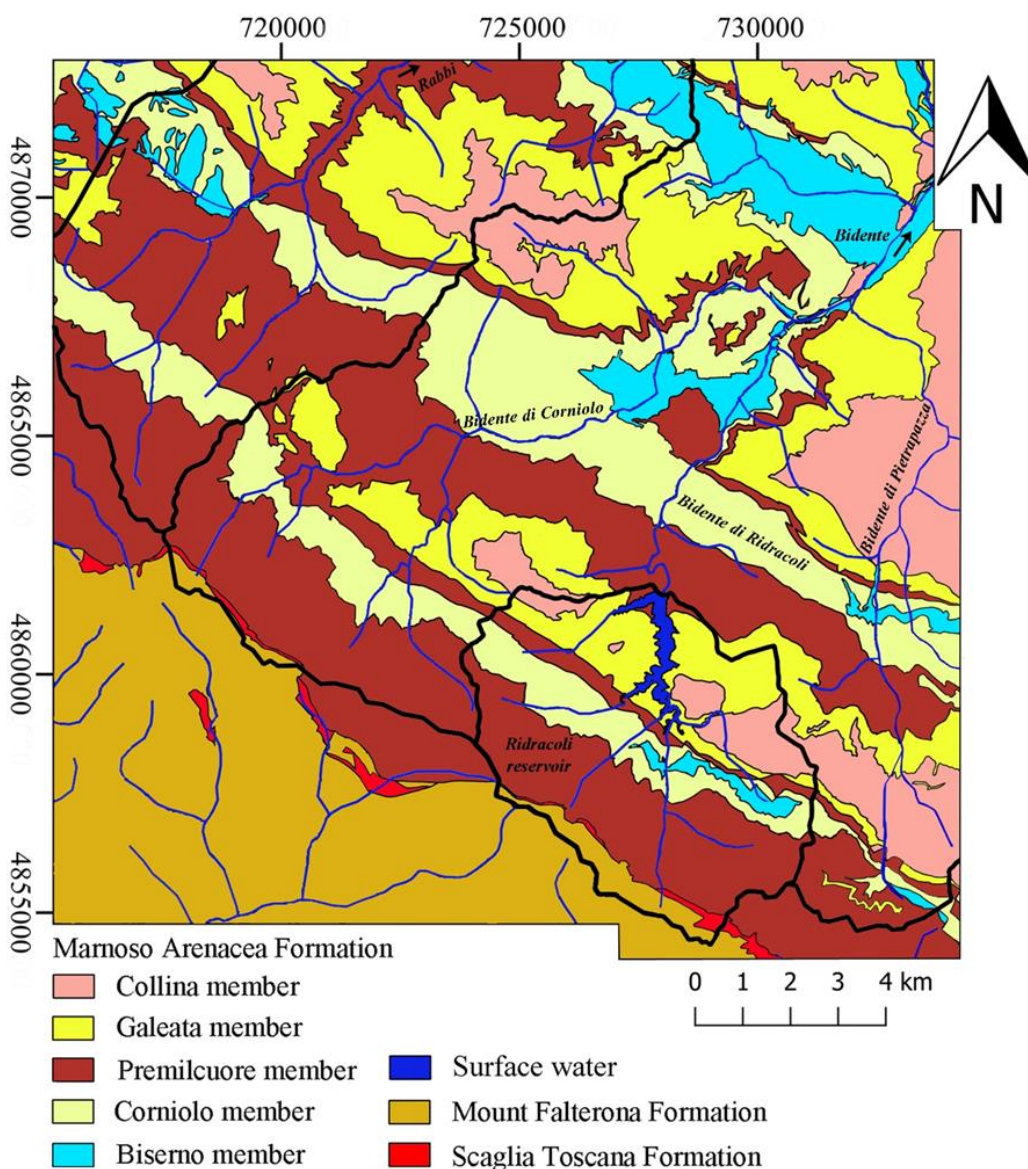 720000 725000 730000
Rabbi
4870000
N
Bidente
4865000
Bidente di Corniolo
Bidente di Pietrapazza
Bidente di Ridracoli
4860000
Ridracoli
reservoir
4855000
Marnoso Arenacea Formation
Collina member
Galeata member
Premilcuore member
Corniolo member
Biserno member
Surface water
Mount Falterona Formation
Scaglia Toscana Formation
0 1 2 3 4 km